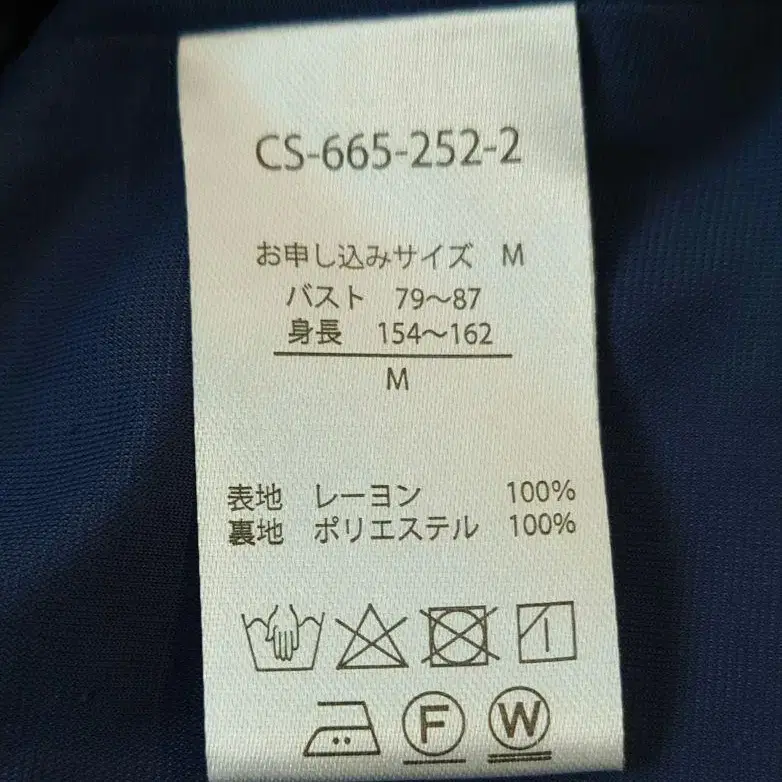 CS-665-252-2
お申し込みサイズ M
バスト 79～87
身長 154～162
M
表地 レーヨン 100%
裏地 ポリエステル 100%
F W